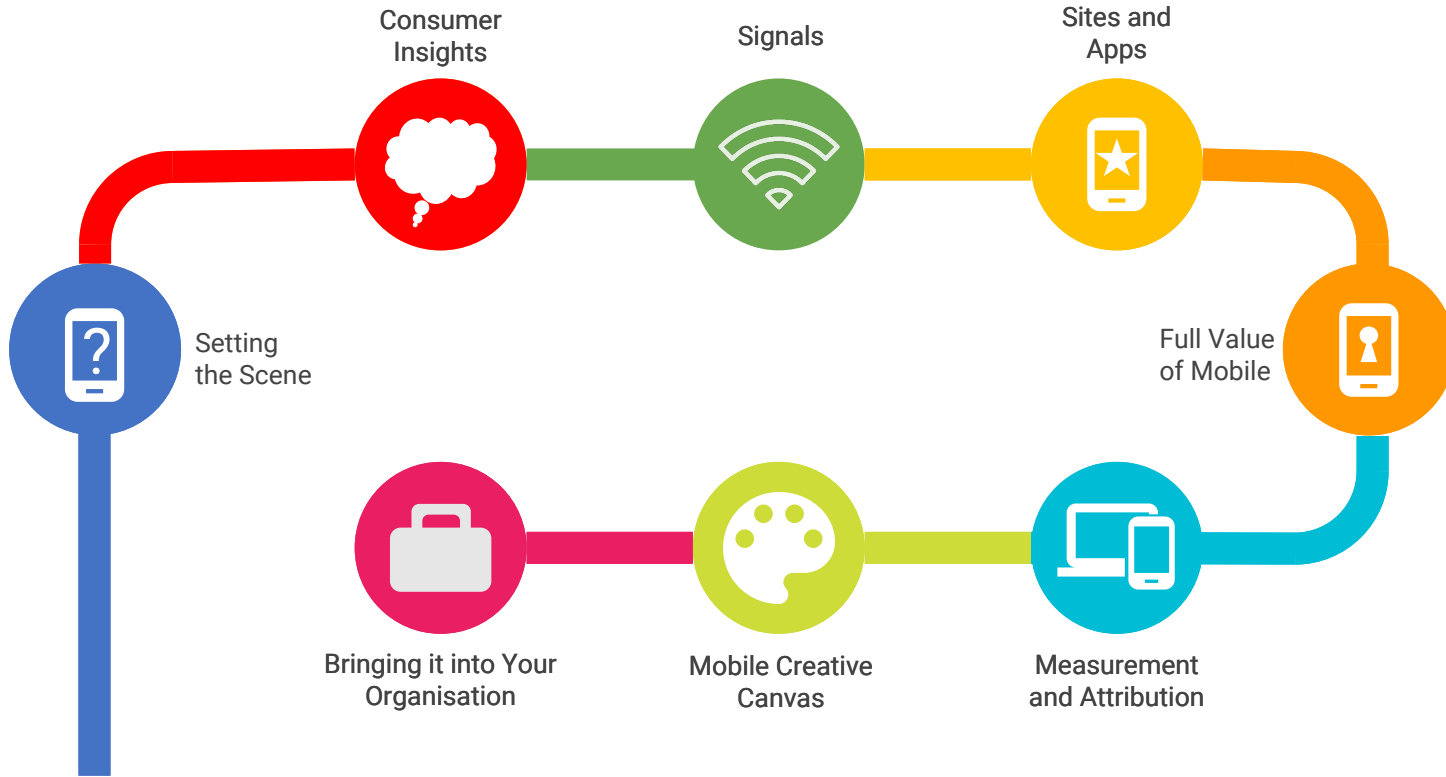 Consumer
Insights
Signals
Sites and
Apps
?
Setting
the Scene
Full Value
of Mobile
Bringing it into Your
Organisation
Mobile Creative
Canvas
Measurement
and Attribution